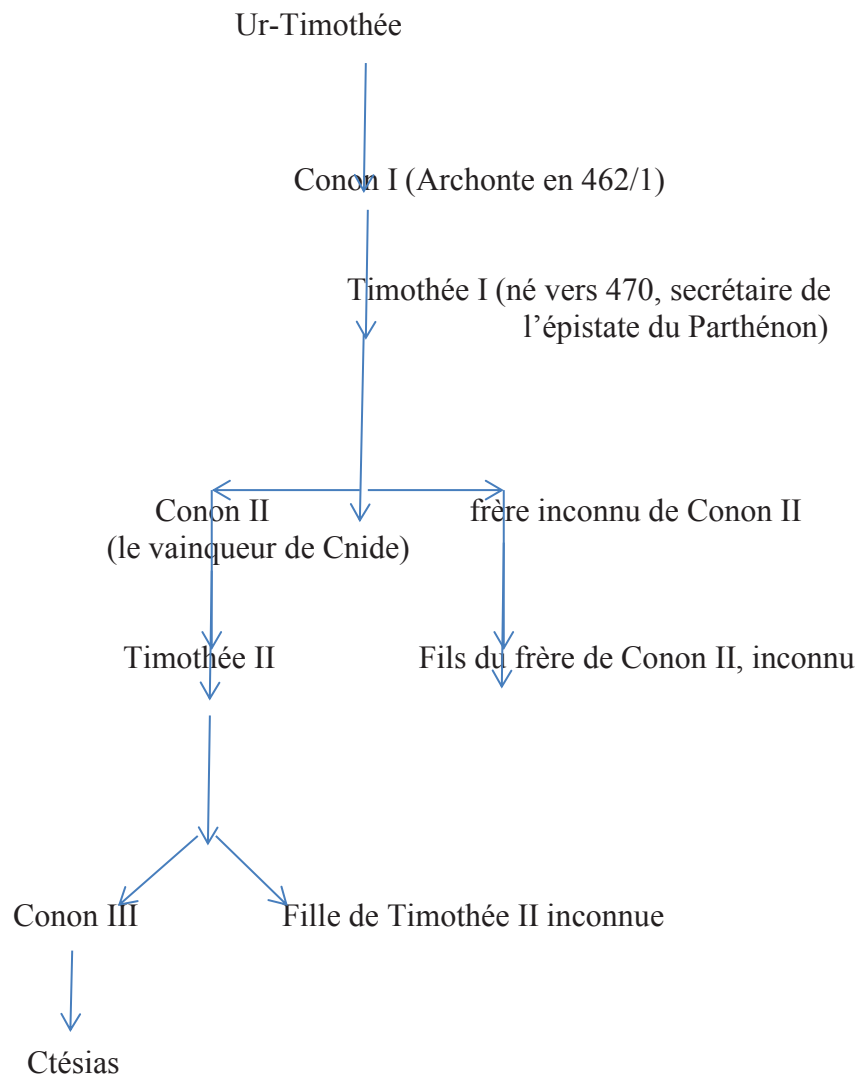 Ur-Timothée
Conon I (Archonte en 462/1)
Timothée I (né vers 470, secrétaire de
l’épistate du Parthénon)
Conon II
frère inconnu de Conon II
(le vainqueur de Cnide)
Timothée II
Fils du frère de Conon II, inconnu
Conon III
Fille de Timothée II inconnue
Ctésias